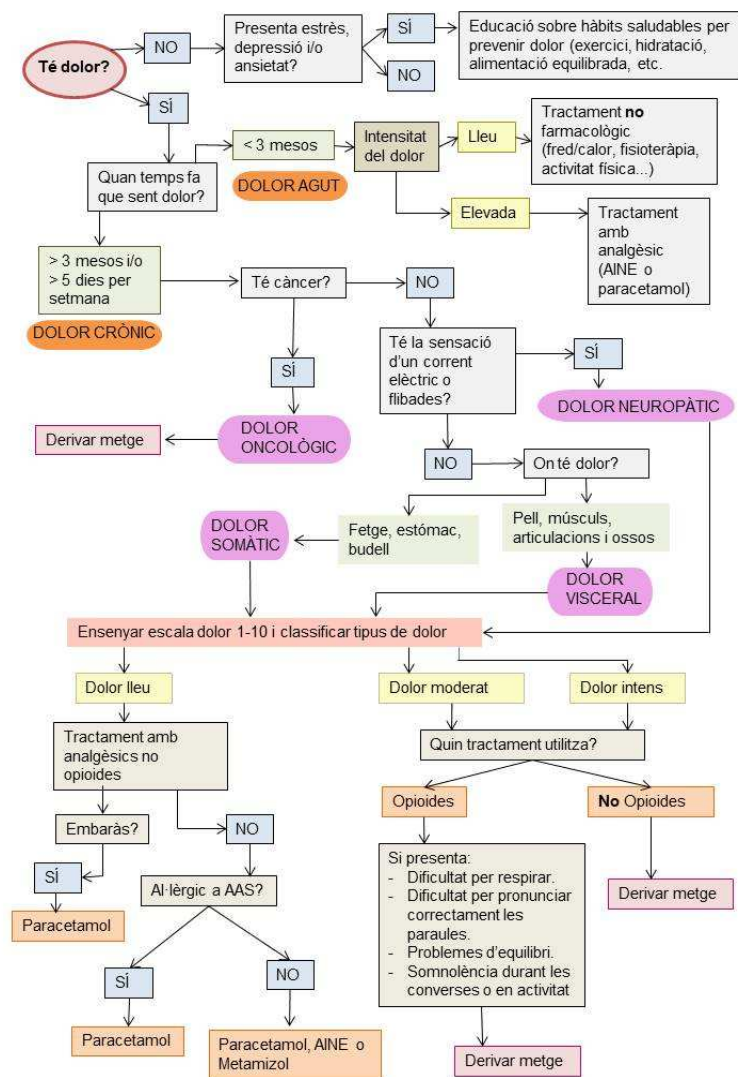 Té dolor?
NO
Presenta estrès,
depressió i/o
ansietat?
SÍ
NO
Educació sobre hàbits saludables per
prevenir dolor (exercici, hidratació,
alimentació equilibrada, etc.
SÍ
Quan temps fa
que sent dolor?
< 3 mesos
DOLOR AGUT
Intensitat
del dolor
Lleu
Tractament no
farmacològic
(fred/calor, fisioteràpia,
activitat física...)
Elevada
Tractament
amb
analgèsic
(AINE o
paracetamol)
> 3 mesos i/o
> 5 dies per
setmana
DOLOR CRÒNIC
Té càncer?
NO
SÍ
DOLOR
ONCOLÒGIC
Derivar metge
Té la sensació
d'un corrent
elèctric o
flibades?
SÍ
DOLOR NEUROPÀTIC
NO
On té dolor?
Fetge, estómac,
budell
DOLOR
SOMÀTIC
Pell, músculs,
articulacions i ossos
DOLOR
VISCERAL
Ensenyar escala dolor 1-10 i classificar tipus de dolor
Dolor lleu
Dolor moderat
Dolor intens
Tractament amb
analgèsics no
opioides
Embaràs?
NO
SÍ
Paracetamol
Al·lèrgic a AAS?
SÍ
NO
Paracetamol
Paracetamol, AINE o
Metamizol
Quin tractament utilitza?
Opioides
No Opioides
Si presenta:
- Dificultat per respirar.
- Dificultat per pronunciar
correctament les
paraules.
- Problemes d'equilibri.
- Somnolència durant les
converses o en activitat
Derivar metge
Derivar metge